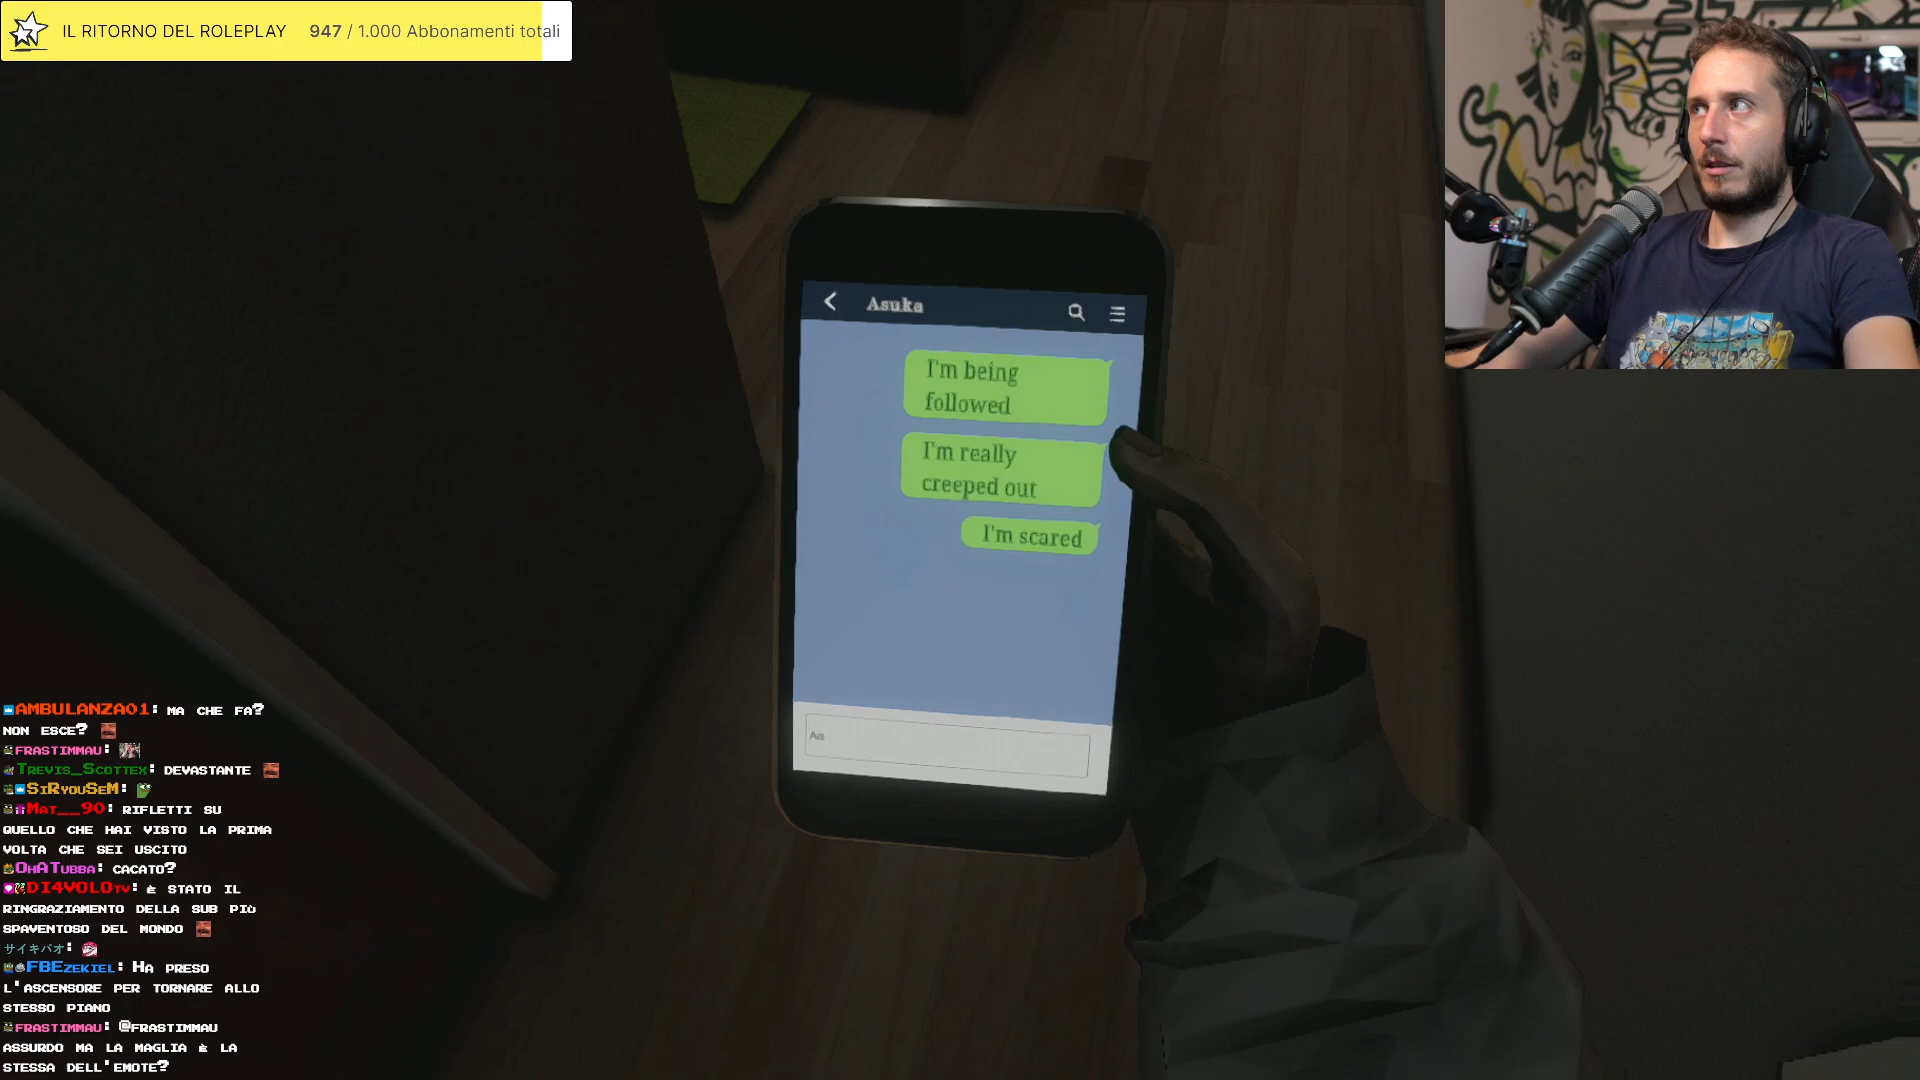 IL RITORNO DEL ROLEPLAY 947 / 1.000 Abbonamenti totali
Asuka
I'm being
followed
I'm really
creeped out
I'm scared
Aa
AMBULANZA01: MA CHE FA?
NON ESCE?
FRASTIMMAU:
TREVIS_SCOTTEX: DEVASTANTE
SIRYOUSEM:
MAT__90: RIFLETTI SU
QUELLO CHE HAI VISTO LA PRIMA
VOLTA CHE SEI USCITO
OHATUBBA: CACATO?
DI4VOLOTV: È STATO IL
RINGRAZIAMENTO DELLA SUB PIÙ
SPAVENTOSO DEL MONDO
サイキバオ:
FBEZEKIEL: HA PRESO
L'ASCENSORE PER TORNARE ALLO
STESSO PIANO
FRASTIMMAU: @FRASTIMMAU
ASSURDO MA LA MAGLIA È LA
STESSA DELL'EMOTE?